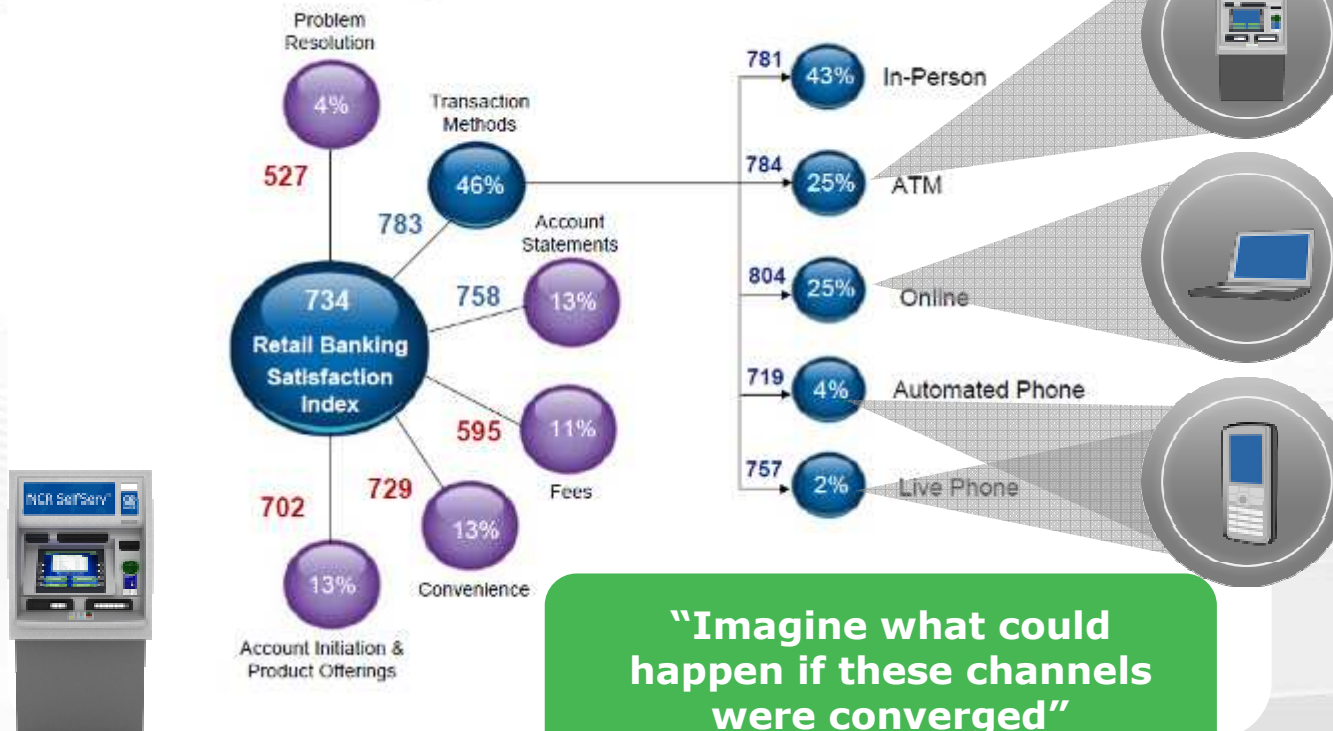 Problem
Resolution
4%
527
Transaction
Methods
46%
783
Account
Statements
758
13%
734
Retail Banking
Satisfaction
Index
595
11%
Fees
729
13%
Convenience
702
13%
Account Initiation &
Product Offerings
781
43%
In-Person
784
25%
ATM
804
25%
Online
719
4%
Automated Phone
757
2%
Live Phone
NCR SelfServ
“Imagine what could
happen if these channels
were converged”